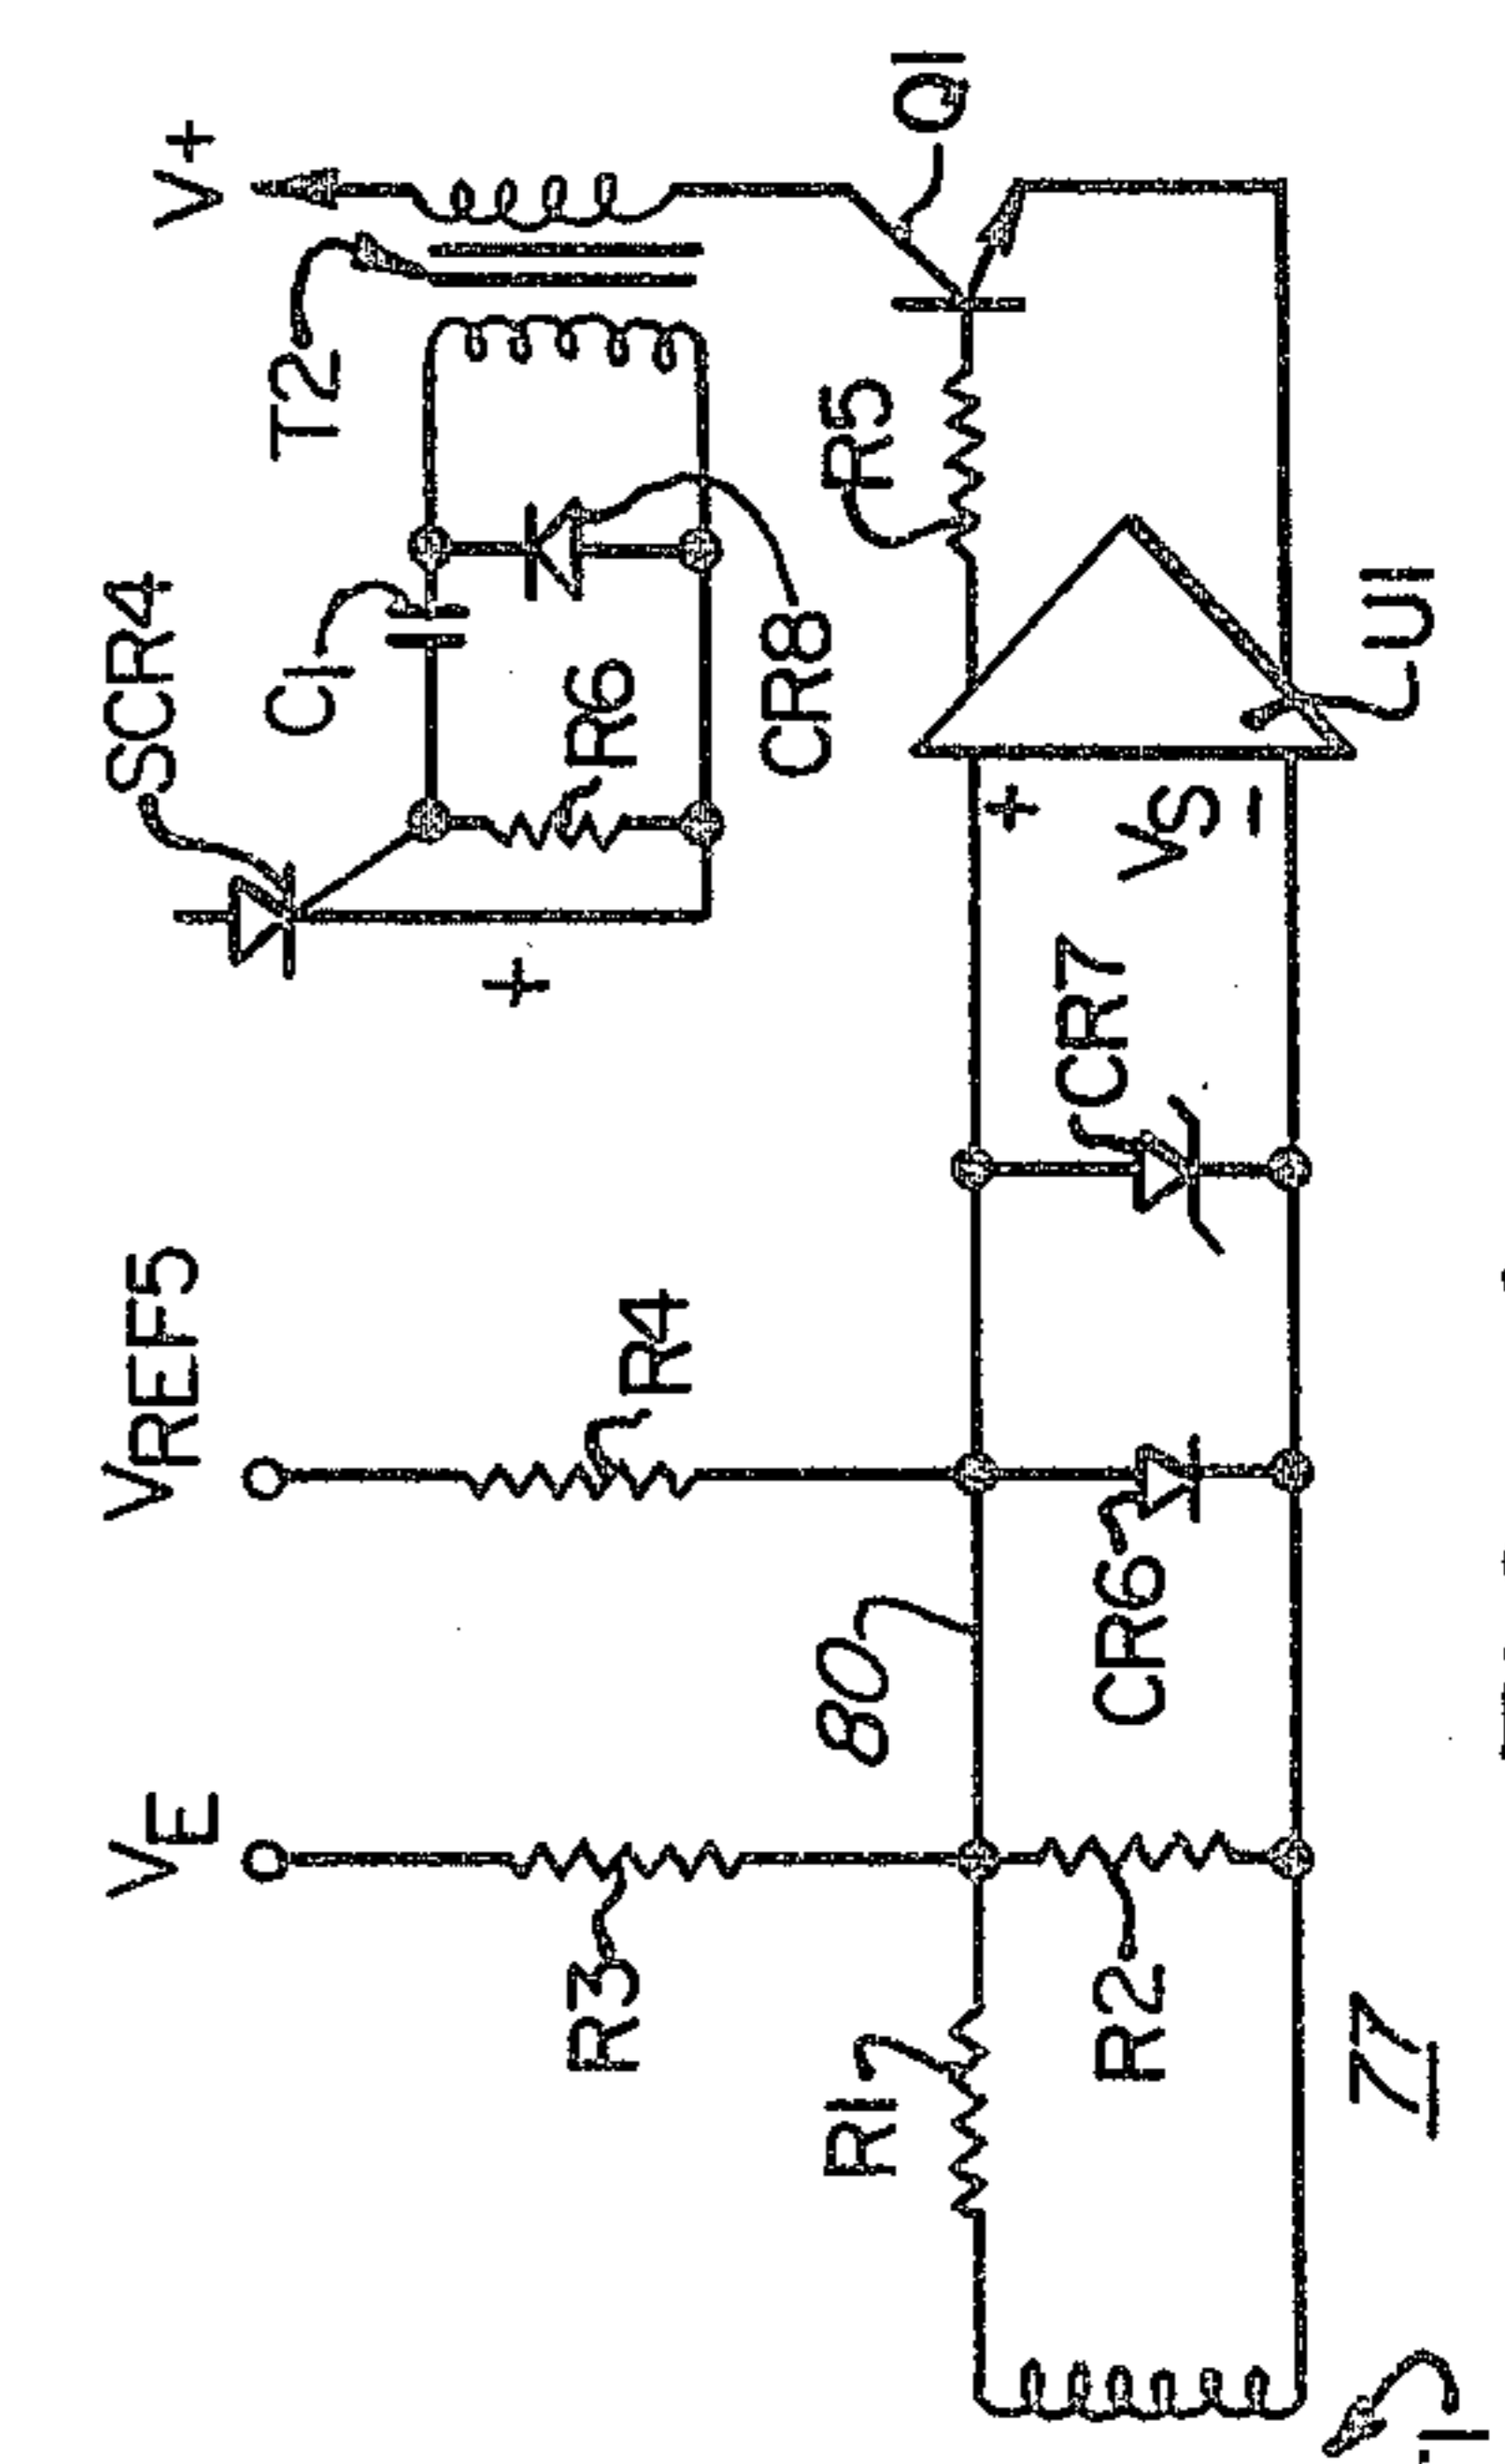 VE
VREF5
SCR4
V+
T2
C1
+
R3
R4
R6
CR8
R1
80
R5
Q1
+
R2
CR6
CR7
VS
−
77
U1